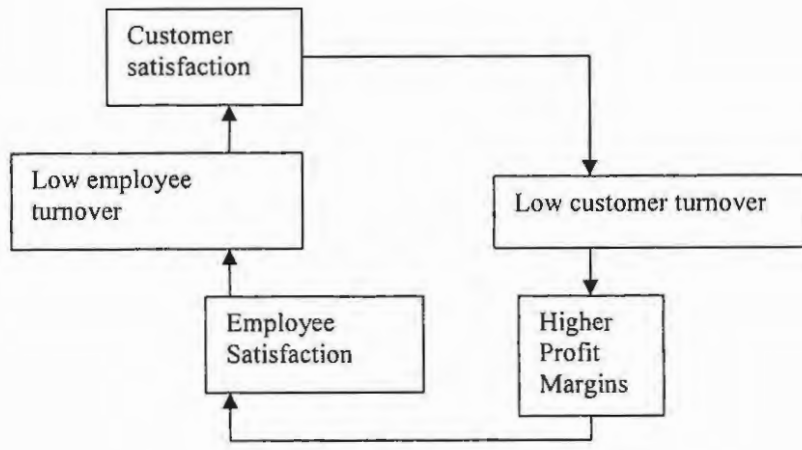 Customer
satisfaction
Low employee
turnover
Low customer turnover
Employee
Satisfaction
Higher
Profit
Margins